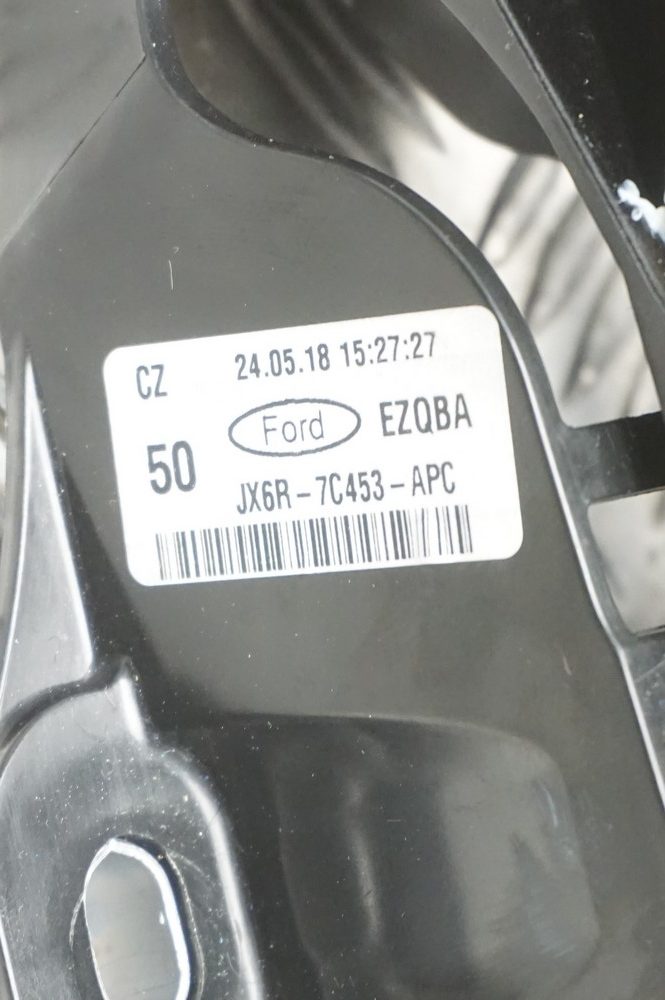 CZ 24.05.18 15:27:27
50 Ford EZQBA
JX6R-7C453-APC